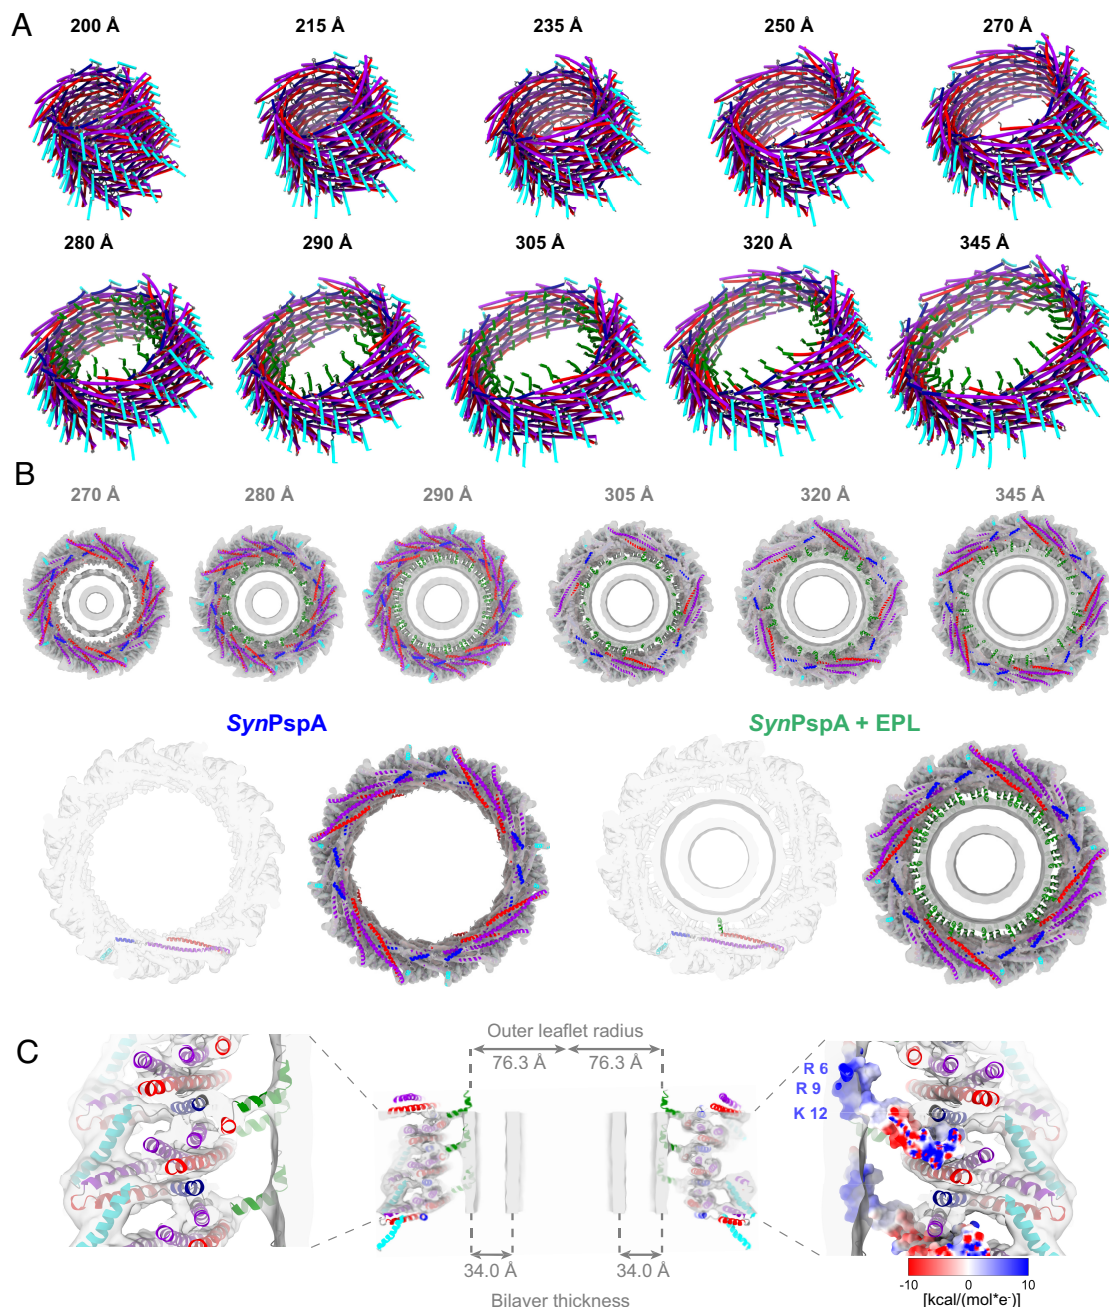 A
200 Å 215 Å 235 Å 250 Å 270 Å
280 Å 290 Å 305 Å 320 Å 345 Å
B
270 Å 280 Å 290 Å 305 Å 320 Å 345 Å
SynPspA SynPspA + EPL
C
Outer leaflet radius
76.3 Å 76.3 Å
R 6
R 9
K 12
34.0 Å 34.0 Å
Bilayer thickness
-10 0 10
[kcal/(mol*e-)]